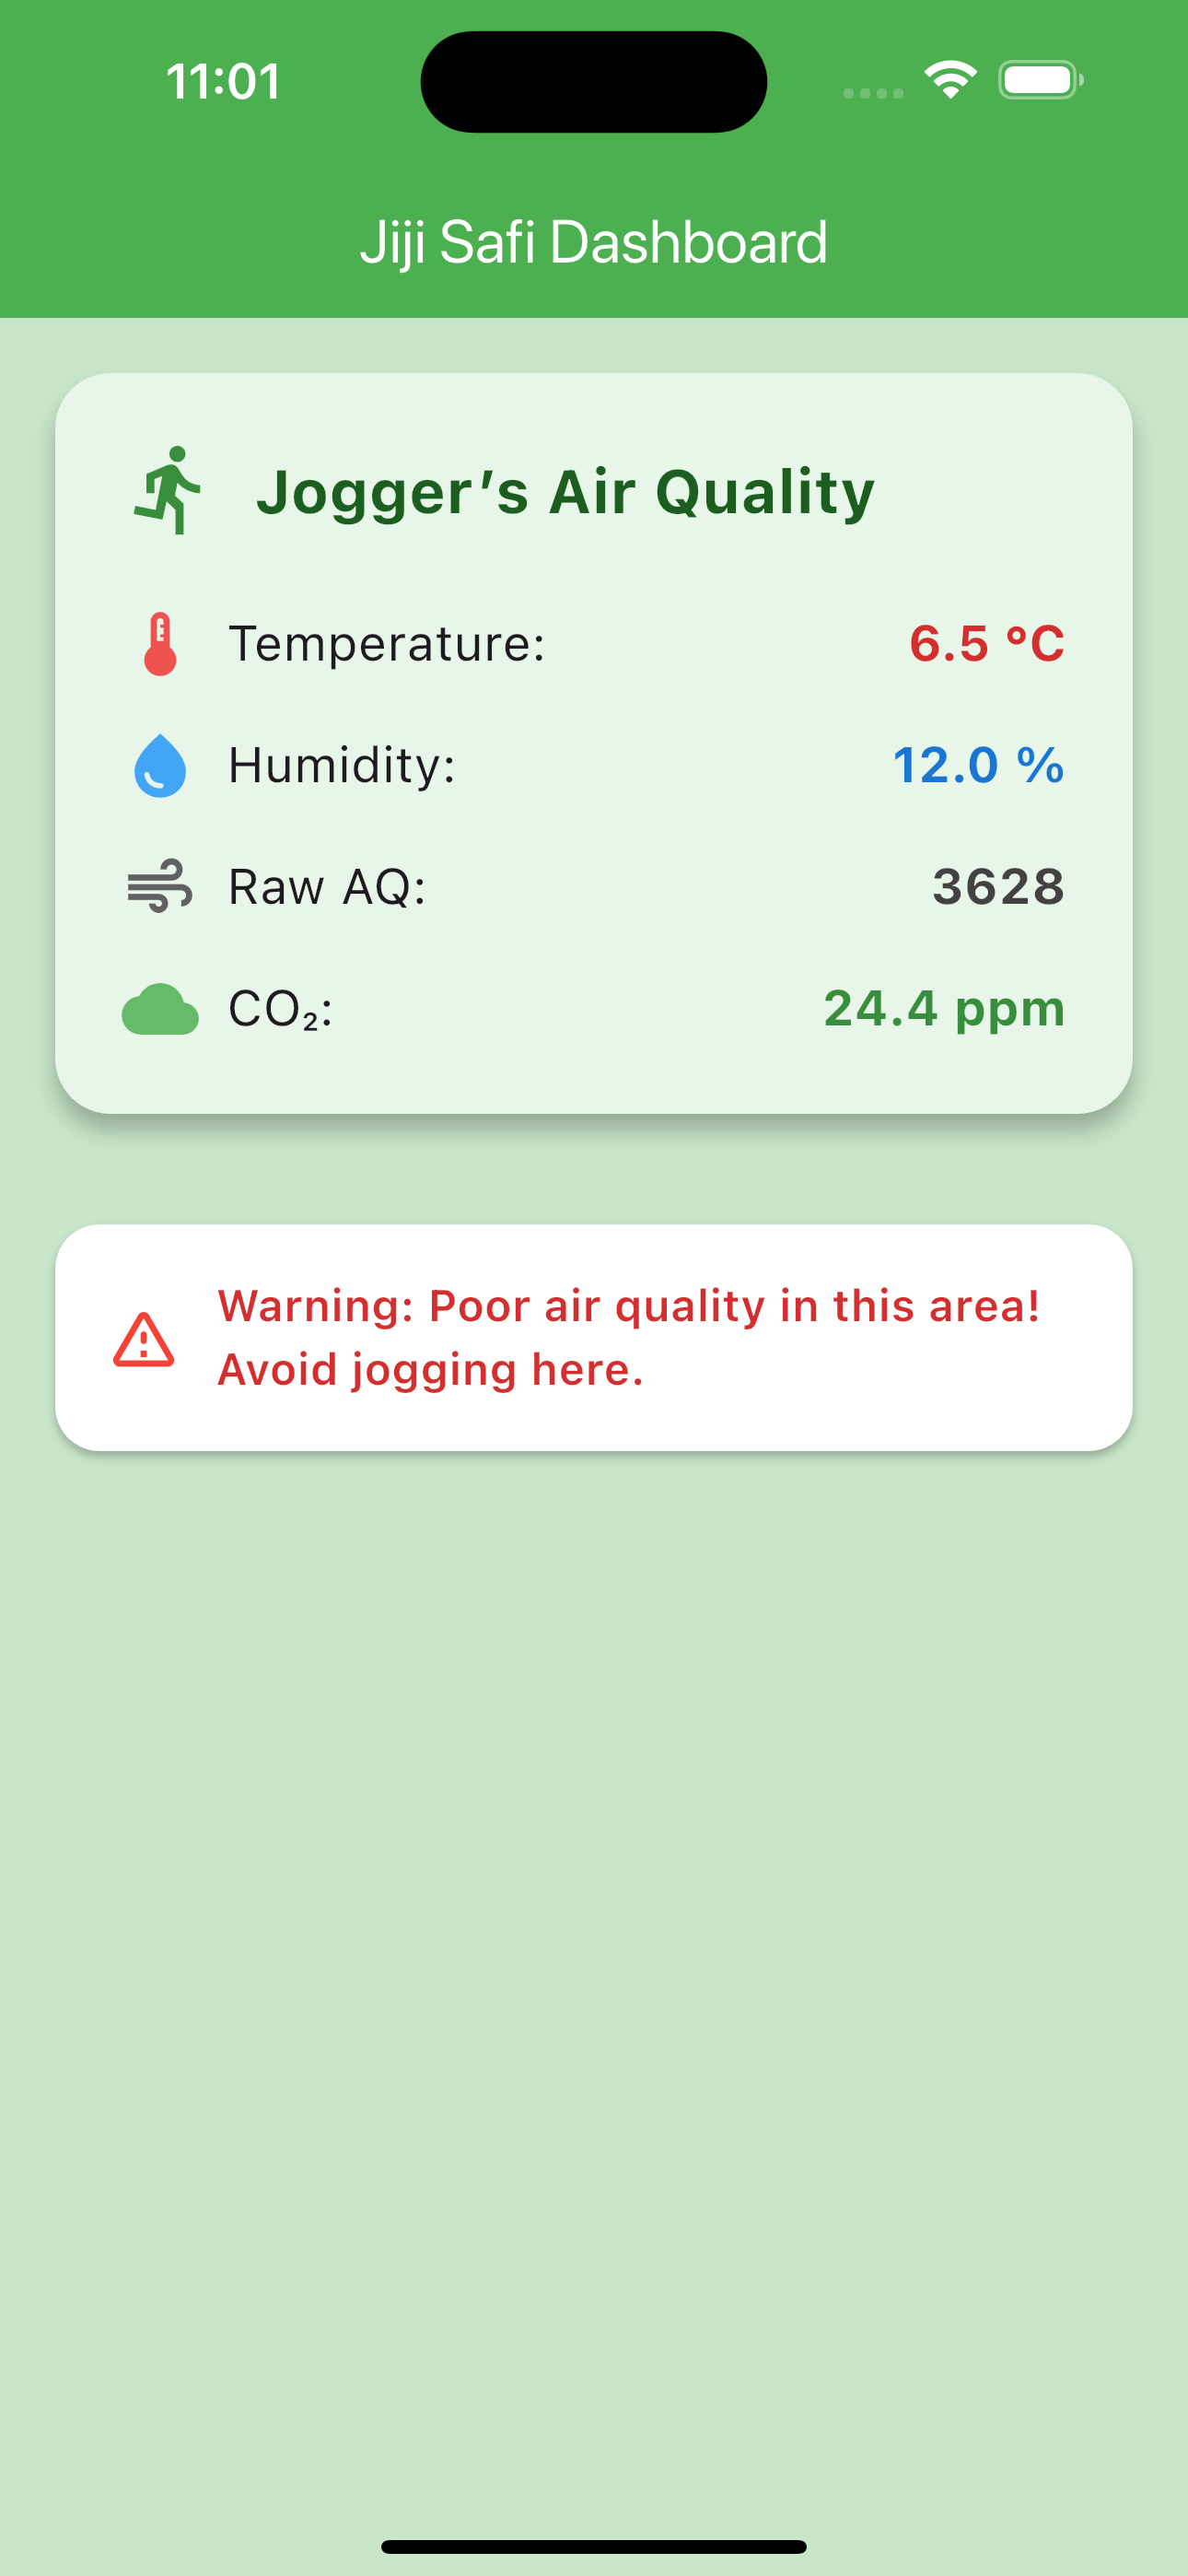 11:01
Jiji Safi Dashboard
Jogger’s Air Quality
Temperature: 6.5 °C
Humidity: 12.0 %
Raw AQ: 3628
CO₂: 24.4 ppm
Warning: Poor air quality in this area!
Avoid jogging here.